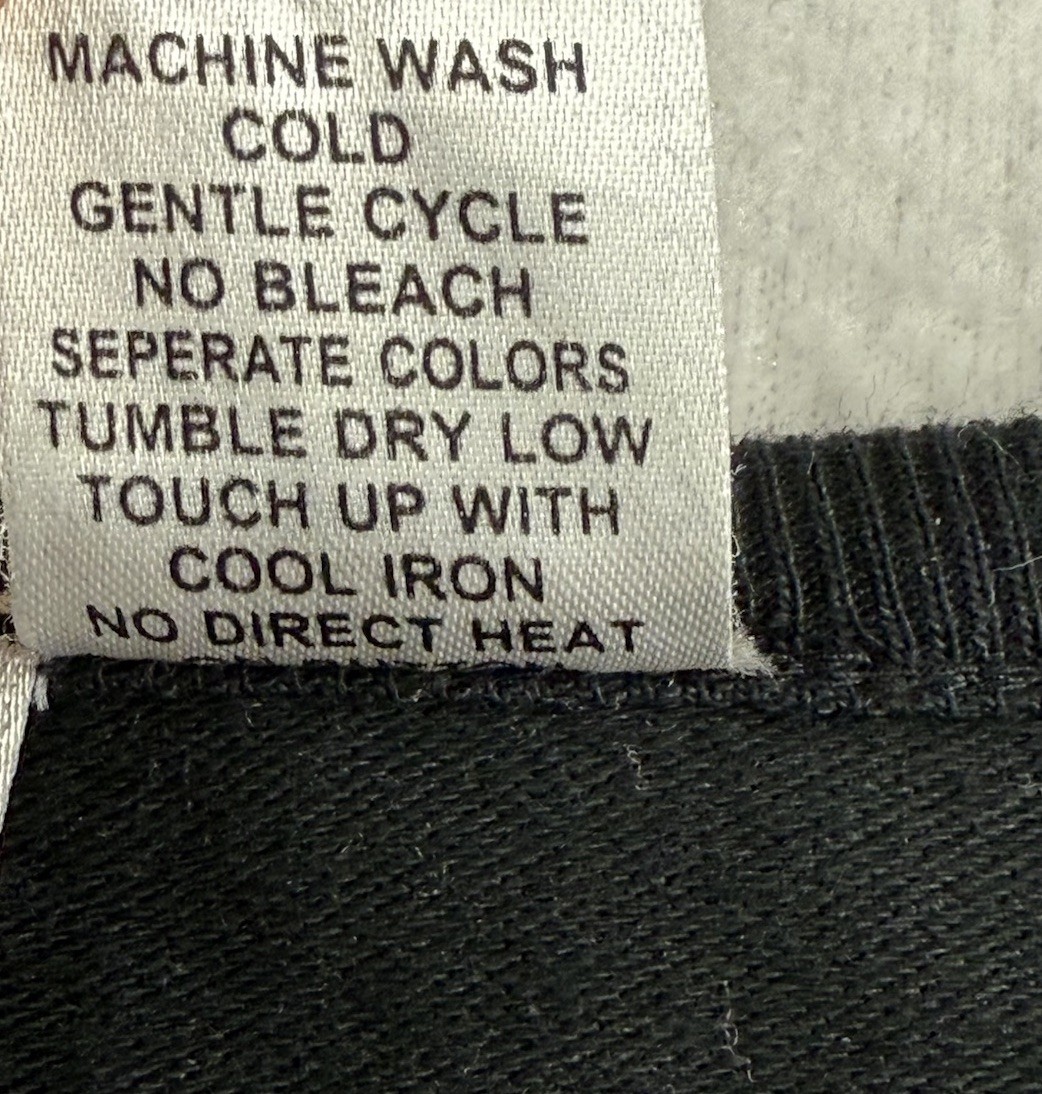 MACHINE WASH
COLD
GENTLE CYCLE
NO BLEACH
SEPERATE COLORS
TUMBLE DRY LOW
TOUCH UP WITH
COOL IRON
NO DIRECT HEAT